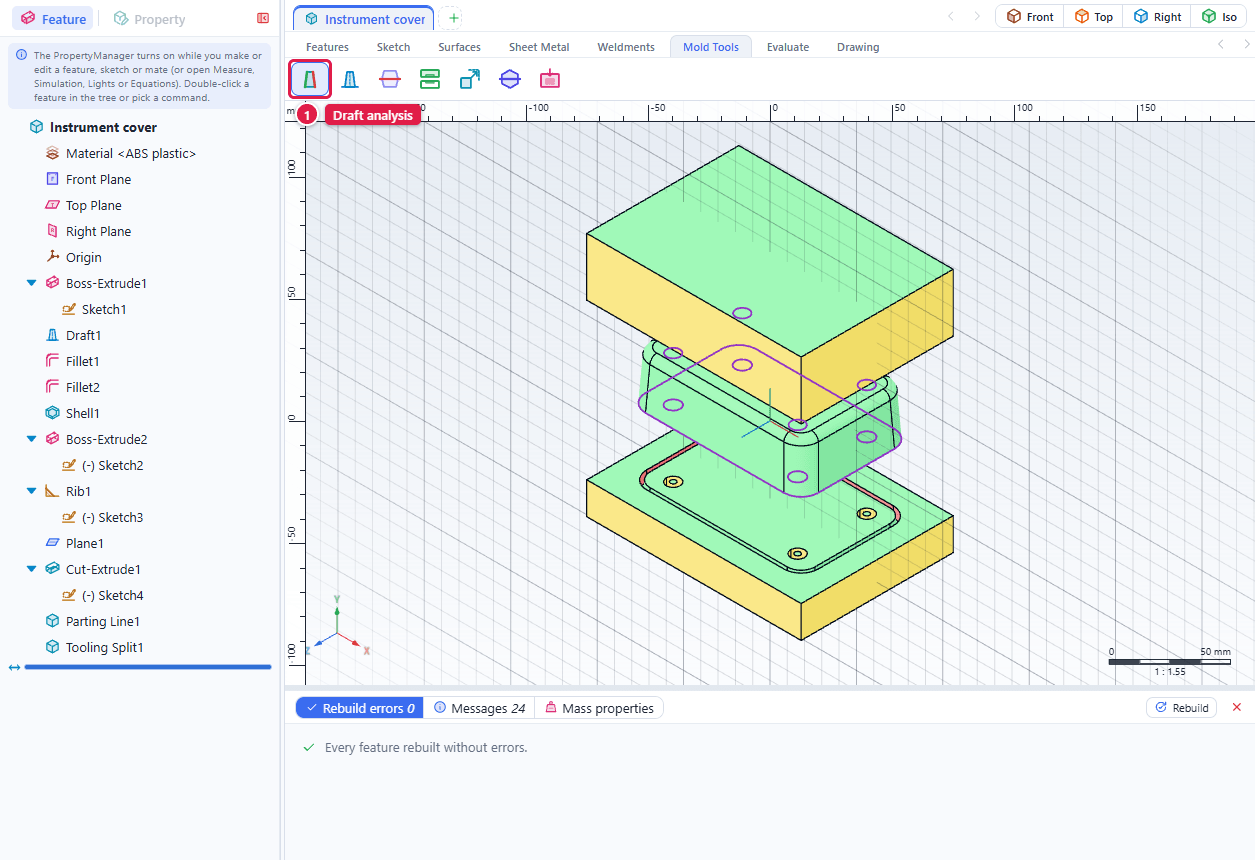 Feature
Property
The PropertyManager turns on while you make or
edit a feature, sketch or mate (or open Measure,
Simulation, Lights or Equations). Double-click a
feature in the tree or pick a command.
Instrument cover
Material <ABS plastic>
Front Plane
Top Plane
Right Plane
Origin
Boss-Extrude1
Sketch1
Draft1
Fillet1
Fillet2
Shell1
Boss-Extrude2
(-) Sketch2
Rib1
(-) Sketch3
Plane1
Cut-Extrude1
(-) Sketch4
Parting Line1
Tooling Split1
Instrument cover
+
Front
Top
Right
Iso
Features
Sketch
Surfaces
Sheet Metal
Weldments
Mold Tools
Evaluate
Drawing
1
Draft analysis
-100
-50
0
50
100
150
100
50
0
-50
-100
Y
Z
X
0
50 mm
1 : 1.55
Rebuild errors 0
Messages 24
Mass properties
Rebuild
Every feature rebuilt without errors.